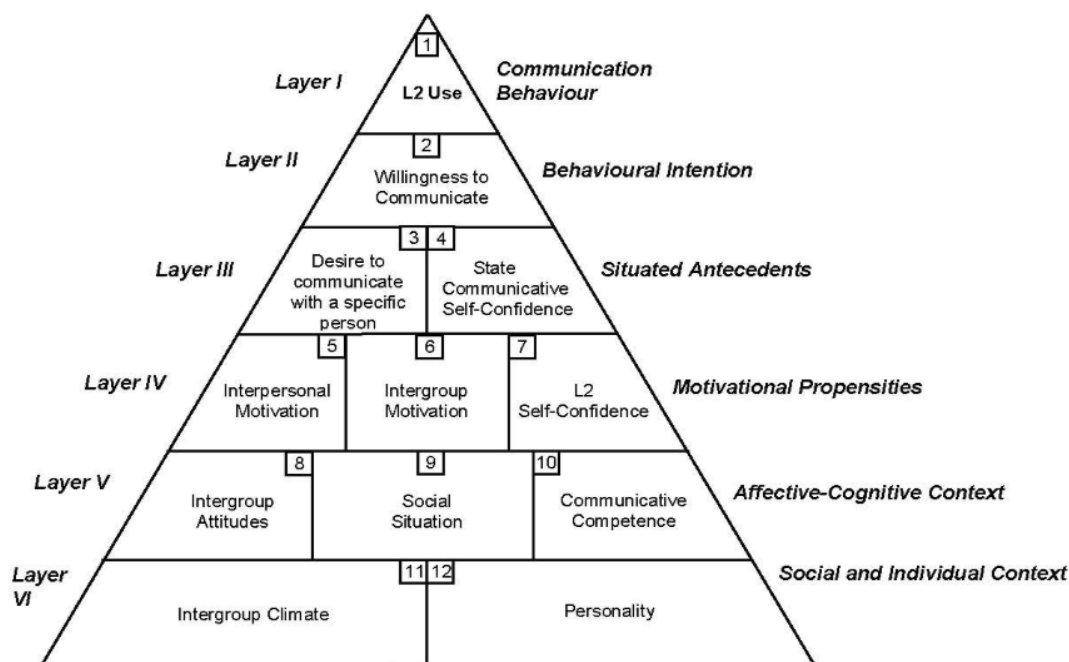 1
Layer I
L2 Use
Communication
Behaviour
2
Layer II
Willingness to
Communicate
Behavioural Intention
3 4
Layer III
Desire to
communicate
with a specific
person
State
Communicative
Self-Confidence
Situated Antecedents
5 6 7
Layer IV
Interpersonal
Motivation
Intergroup
Motivation
L2
Self-Confidence
Motivational Propensities
8 9 10
Layer V
Intergroup
Attitudes
Social
Situation
Communicative
Competence
Affective-Cognitive Context
11 12
Layer
VI
Intergroup Climate
Personality
Social and Individual Context